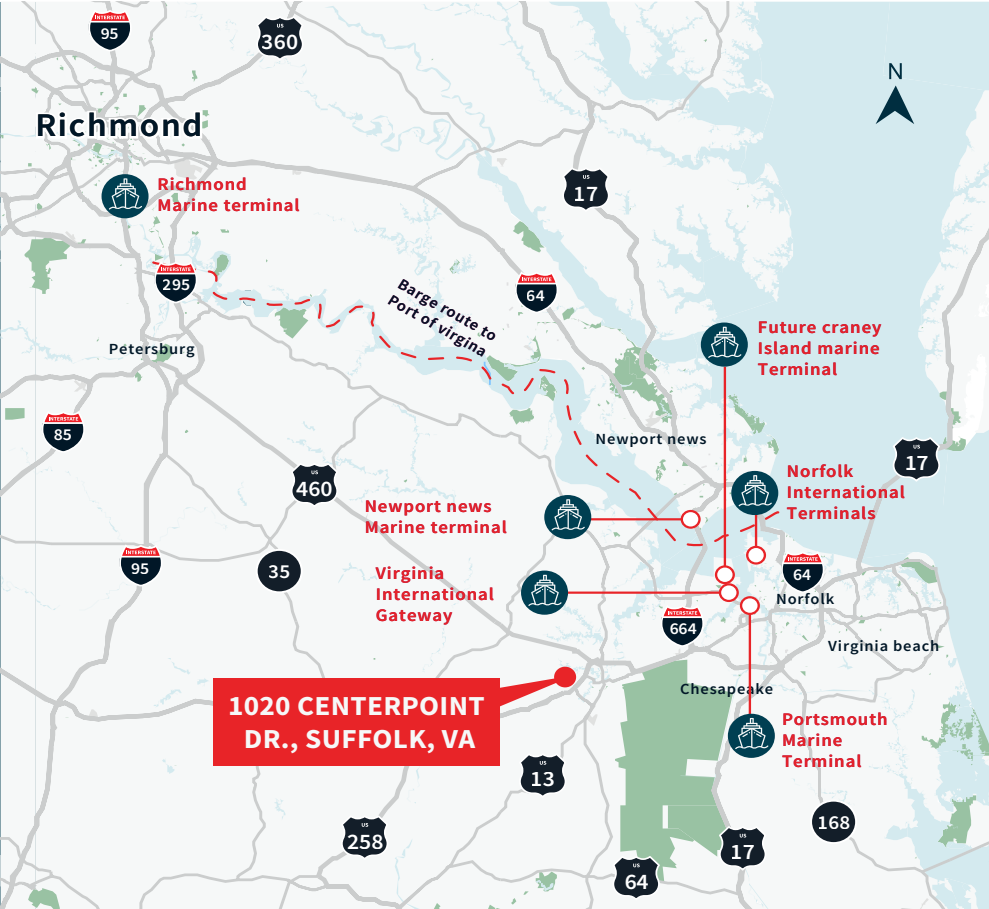 INTERSTATE
95
US
360
N
Richmond
Richmond
Marine terminal
US
17
INTERSTATE
295
INTERSTATE
64
Barge route to
Port of virgina
Petersburg
Future craney
Island marine
Terminal
INTERSTATE
85
Newport news
US
17
US
460
Norfolk
International
Terminals
Newport news
Marine terminal
INTERSTATE
95
35
Virginia
International
Gateway
INTERSTATE
64
Norfolk
INTERSTATE
664
Virginia beach
Chesapeake
1020 CENTERPOINT
DR., SUFFOLK, VA
Portsmouth
Marine
Terminal
US
13
US
258
168
US
17
US
64